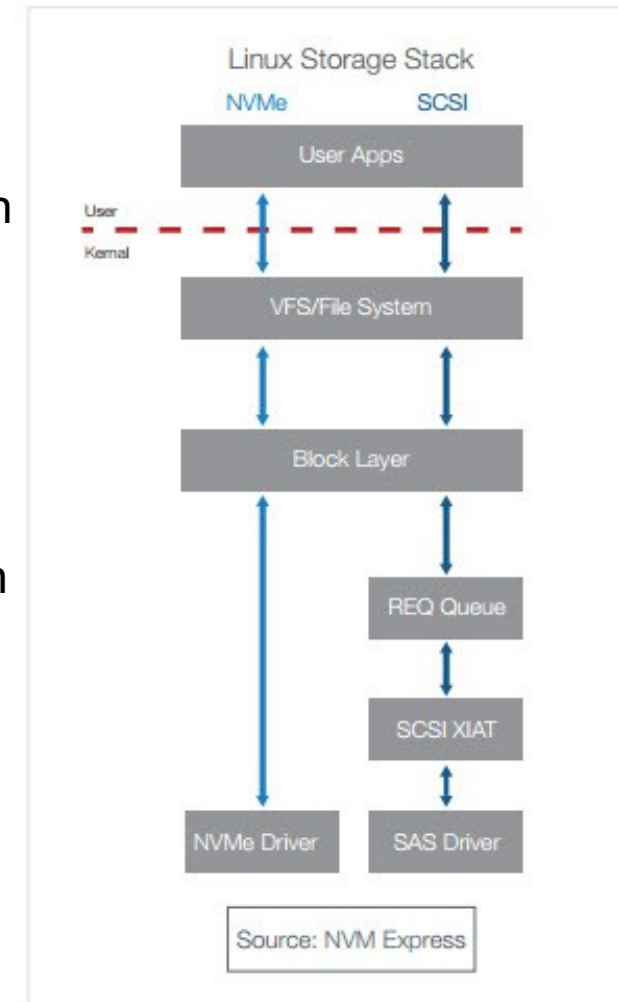 Linux Storage Stack
NVMe SCSI
User Apps
n
User
Kemal
VFS/File System
Block Layer
n
REQ Queue
SCSI XIAT
NVMe Driver SAS Driver
Source: NVM Express